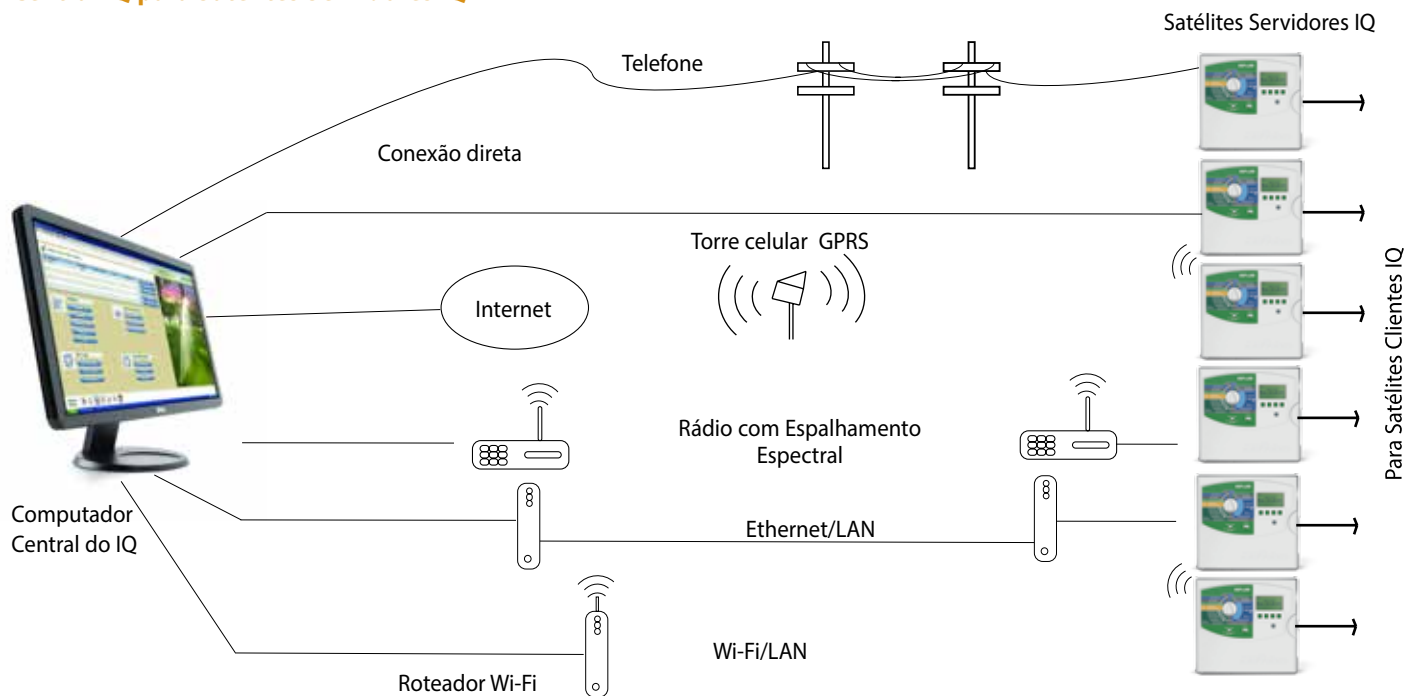 Satélites Servidores IQ
Telefone
Conexão direta
Torre celular GPRS
Internet
Rádio com Espalhamento
Espectral
Computador
Central do IQ
Ethernet/LAN
Wi-Fi/LAN
Roteador Wi-Fi
Para Satélites Clientes IQ